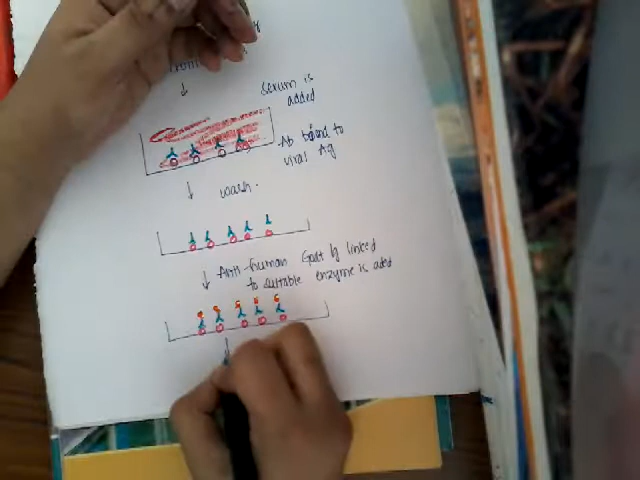 Serum is
added
Ab bound to
viral Ag
wash.
Anti-human Goat Ig linked
to suitable enzyme is added